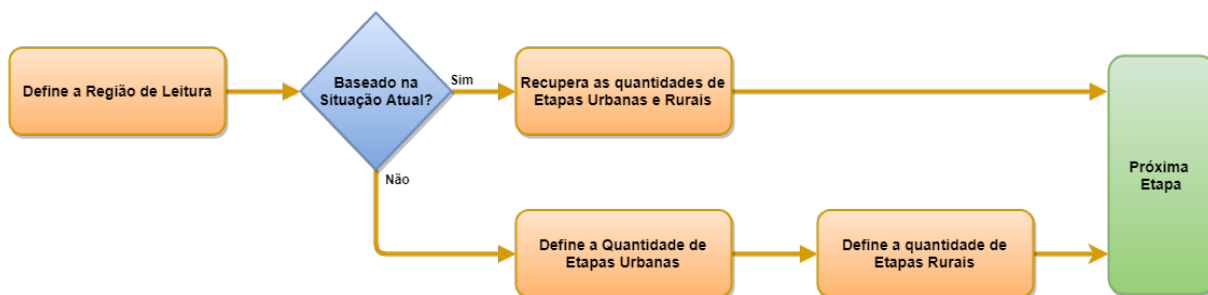 Define a Região de Leitura
Baseado na
Situação Atual?
Sim
Recupera as quantidades de
Etapas Urbanas e Rurais
Não
Define a Quantidade de
Etapas Urbanas
Define a quantidade de
Etapas Rurais
Próxima
Etapa